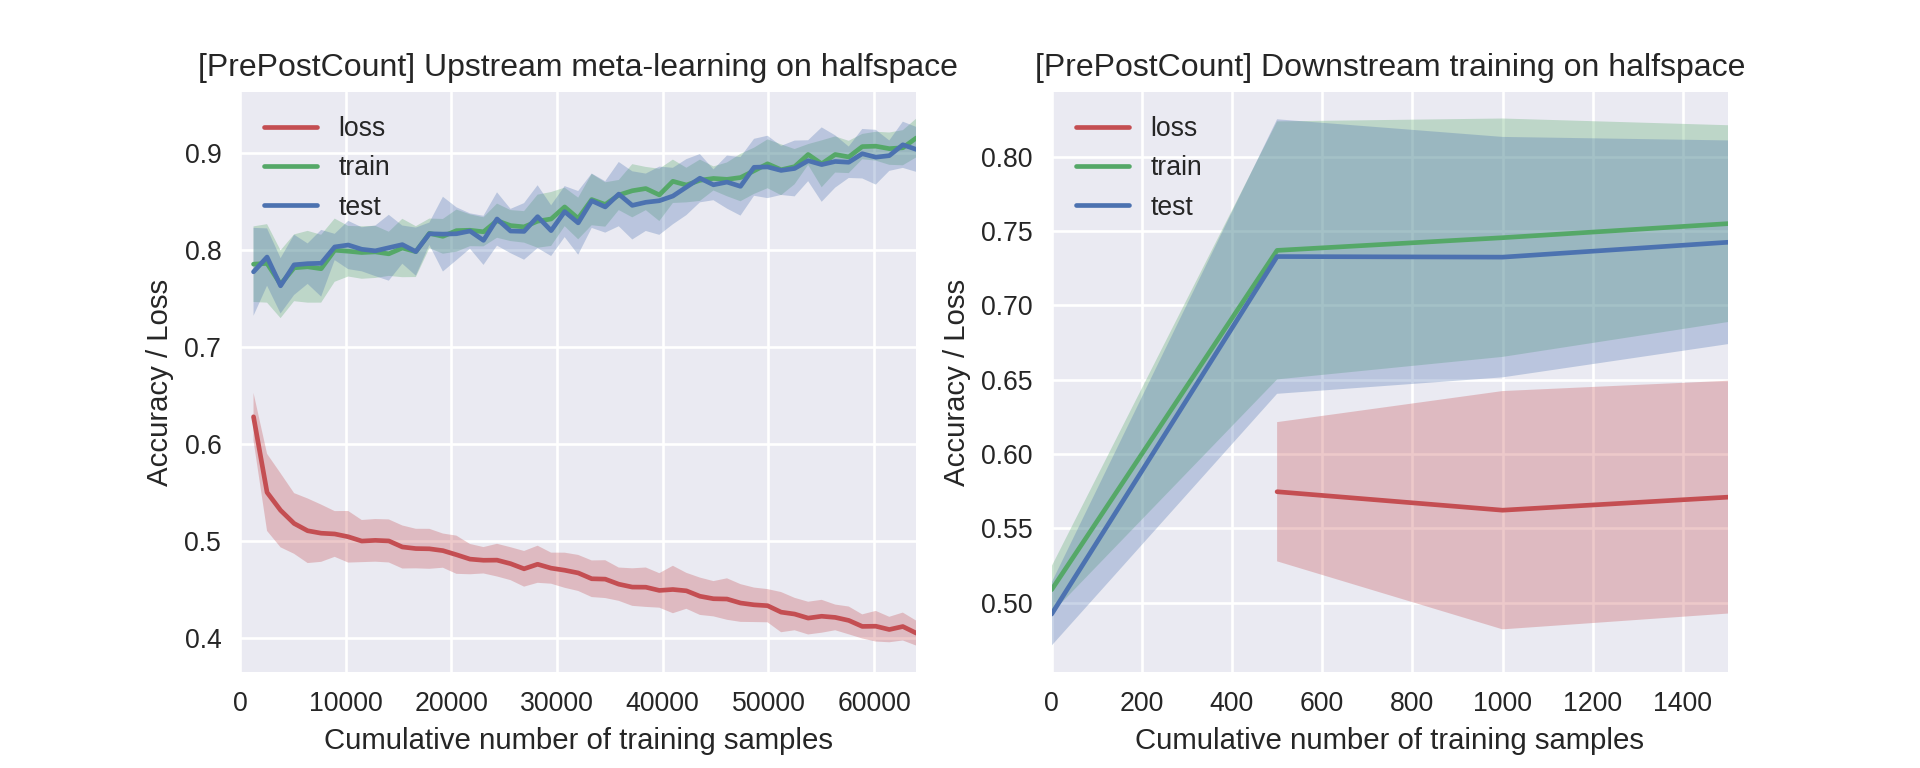 [PrePostCount] Upstream meta-learning on halfspace
loss
train
test
0.9
0.8
0.7
0.6
0.5
0.4
Accuracy / Loss
0 10000 20000 30000 40000 50000 60000
Cumulative number of training samples
[PrePostCount] Downstream training on halfspace
loss
train
test
0.80
0.75
0.70
0.65
0.60
0.55
0.50
Accuracy / Loss
0 200 400 600 800 1000 1200 1400
Cumulative number of training samples